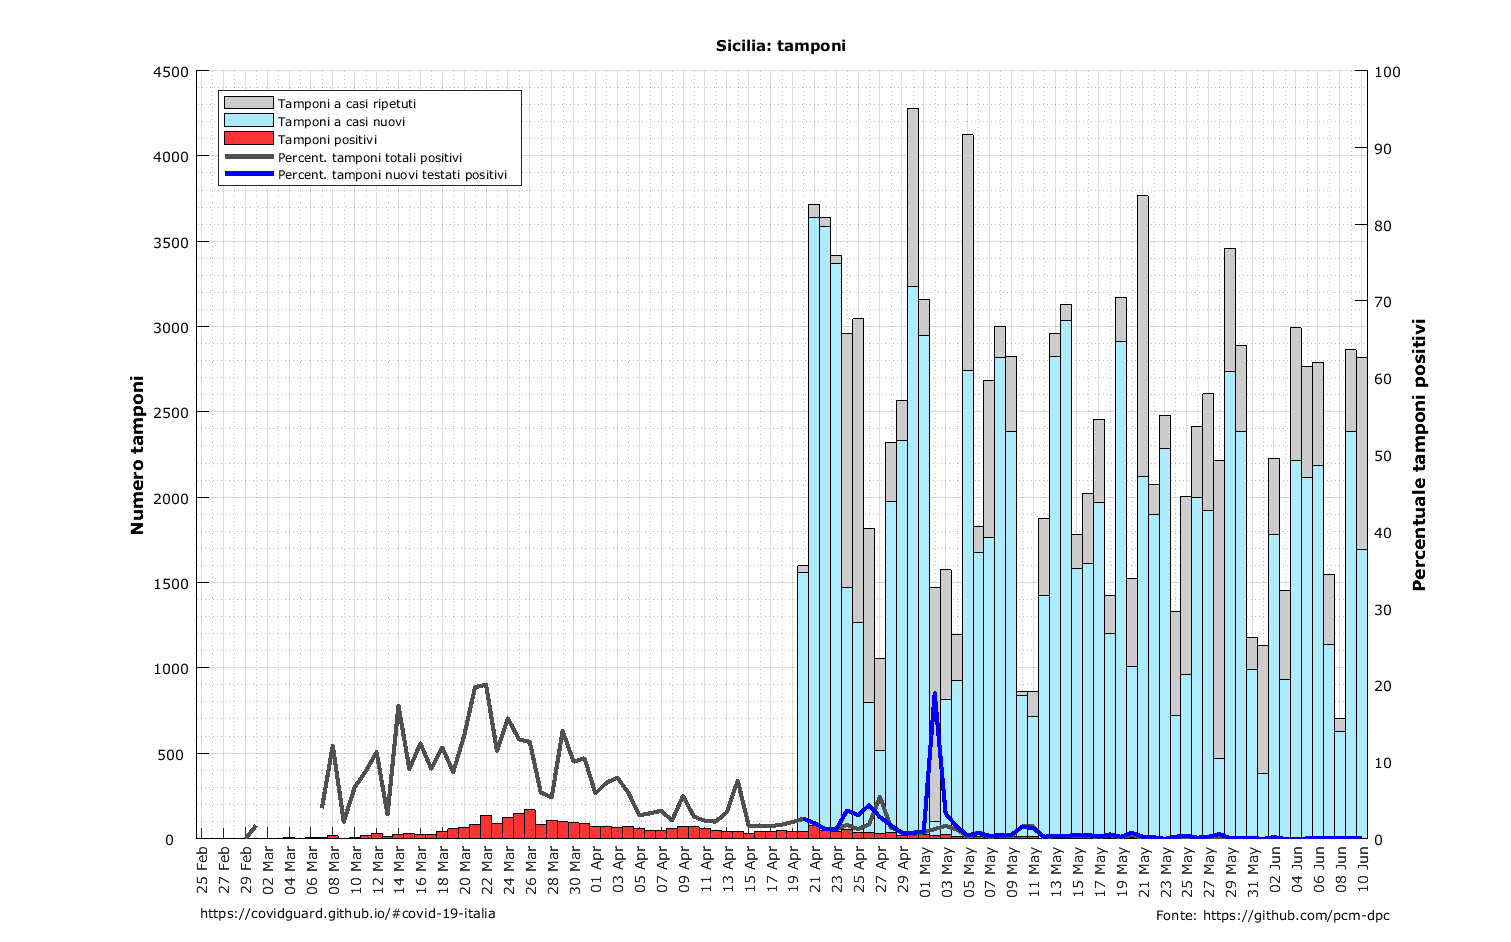 Sicilia: tamponi
Tamponi a casi ripetuti
Tamponi a casi nuovi
Tamponi positivi
Percent. tamponi totali positivi
Percent. tamponi nuovi testati positivi
Numero tamponi
4500
4000
3500
3000
2500
2000
1500
1000
500
0
100
90
80
70
60
50
40
30
20
10
0
Percentuale tamponi positivi
25 Feb
27 Feb
29 Feb
02 Mar
04 Mar
06 Mar
08 Mar
10 Mar
12 Mar
14 Mar
16 Mar
18 Mar
20 Mar
22 Mar
24 Mar
26 Mar
28 Mar
30 Mar
01 Apr
03 Apr
05 Apr
07 Apr
09 Apr
11 Apr
13 Apr
15 Apr
17 Apr
19 Apr
21 Apr
23 Apr
25 Apr
27 Apr
29 Apr
01 May
03 May
05 May
07 May
09 May
11 May
13 May
15 May
17 May
19 May
21 May
23 May
25 May
27 May
29 May
31 May
02 Jun
04 Jun
06 Jun
08 Jun
10 Jun
https://covidguard.github.io/#covid-19-italia
Fonte: https://github.com/pcm-dpc